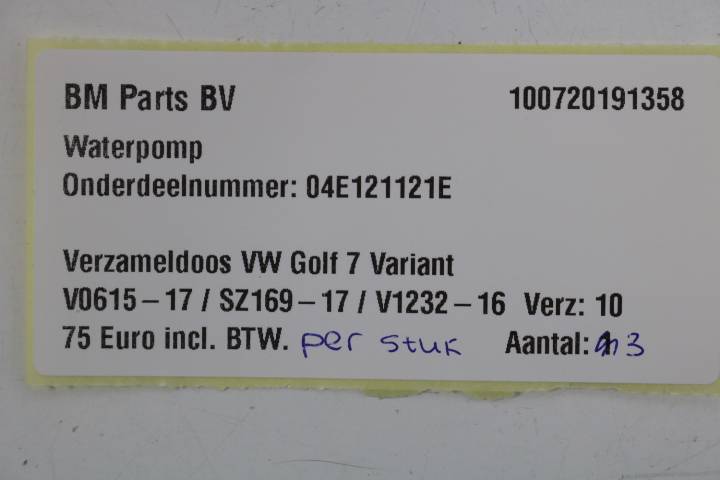 BM Parts BV 100720191358
Waterpomp
Onderdeelnummer: 04E121121E
Verzameldoos VW Golf 7 Variant
V0615-17 / SZ169-17 / V1232-16 Verz: 10
75 Euro incl. BTW. per stuk Aantal: 3